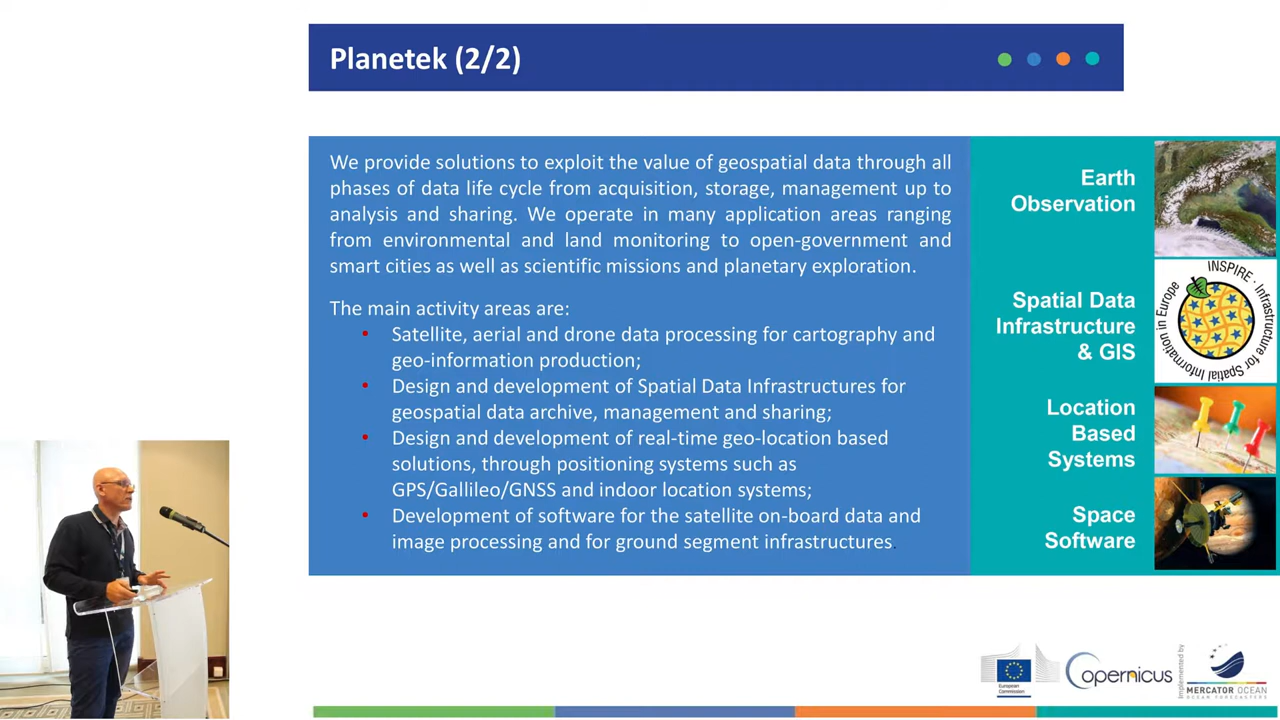 Planetek (2/2)
We provide solutions to exploit the value of geospatial data through all
phases of data life cycle from acquisition, storage, management up to
analysis and sharing. We operate in many application areas ranging
from environmental and land monitoring to open-government and
smart cities as well as scientific missions and planetary exploration.
The main activity areas are:
• Satellite, aerial and drone data processing for cartography and
geo-information production;
• Design and development of Spatial Data Infrastructures for
geospatial data archive, management and sharing;
• Design and development of real-time geo-location based
solutions, through positioning systems such as
GPS/Gallileo/GNSS and indoor location systems;
• Development of software for the satellite on-board data and
image processing and for ground segment infrastructures.
Earth
Observation
Spatial Data
Infrastructure
& GIS
Location
Based
Systems
Space
Software
INSPIRE · Infrastructure for Spatial Information in Europe
European
Commission
opernicus
Implemented by
MERCATOR OCEAN
OCEAN FORECASTERS